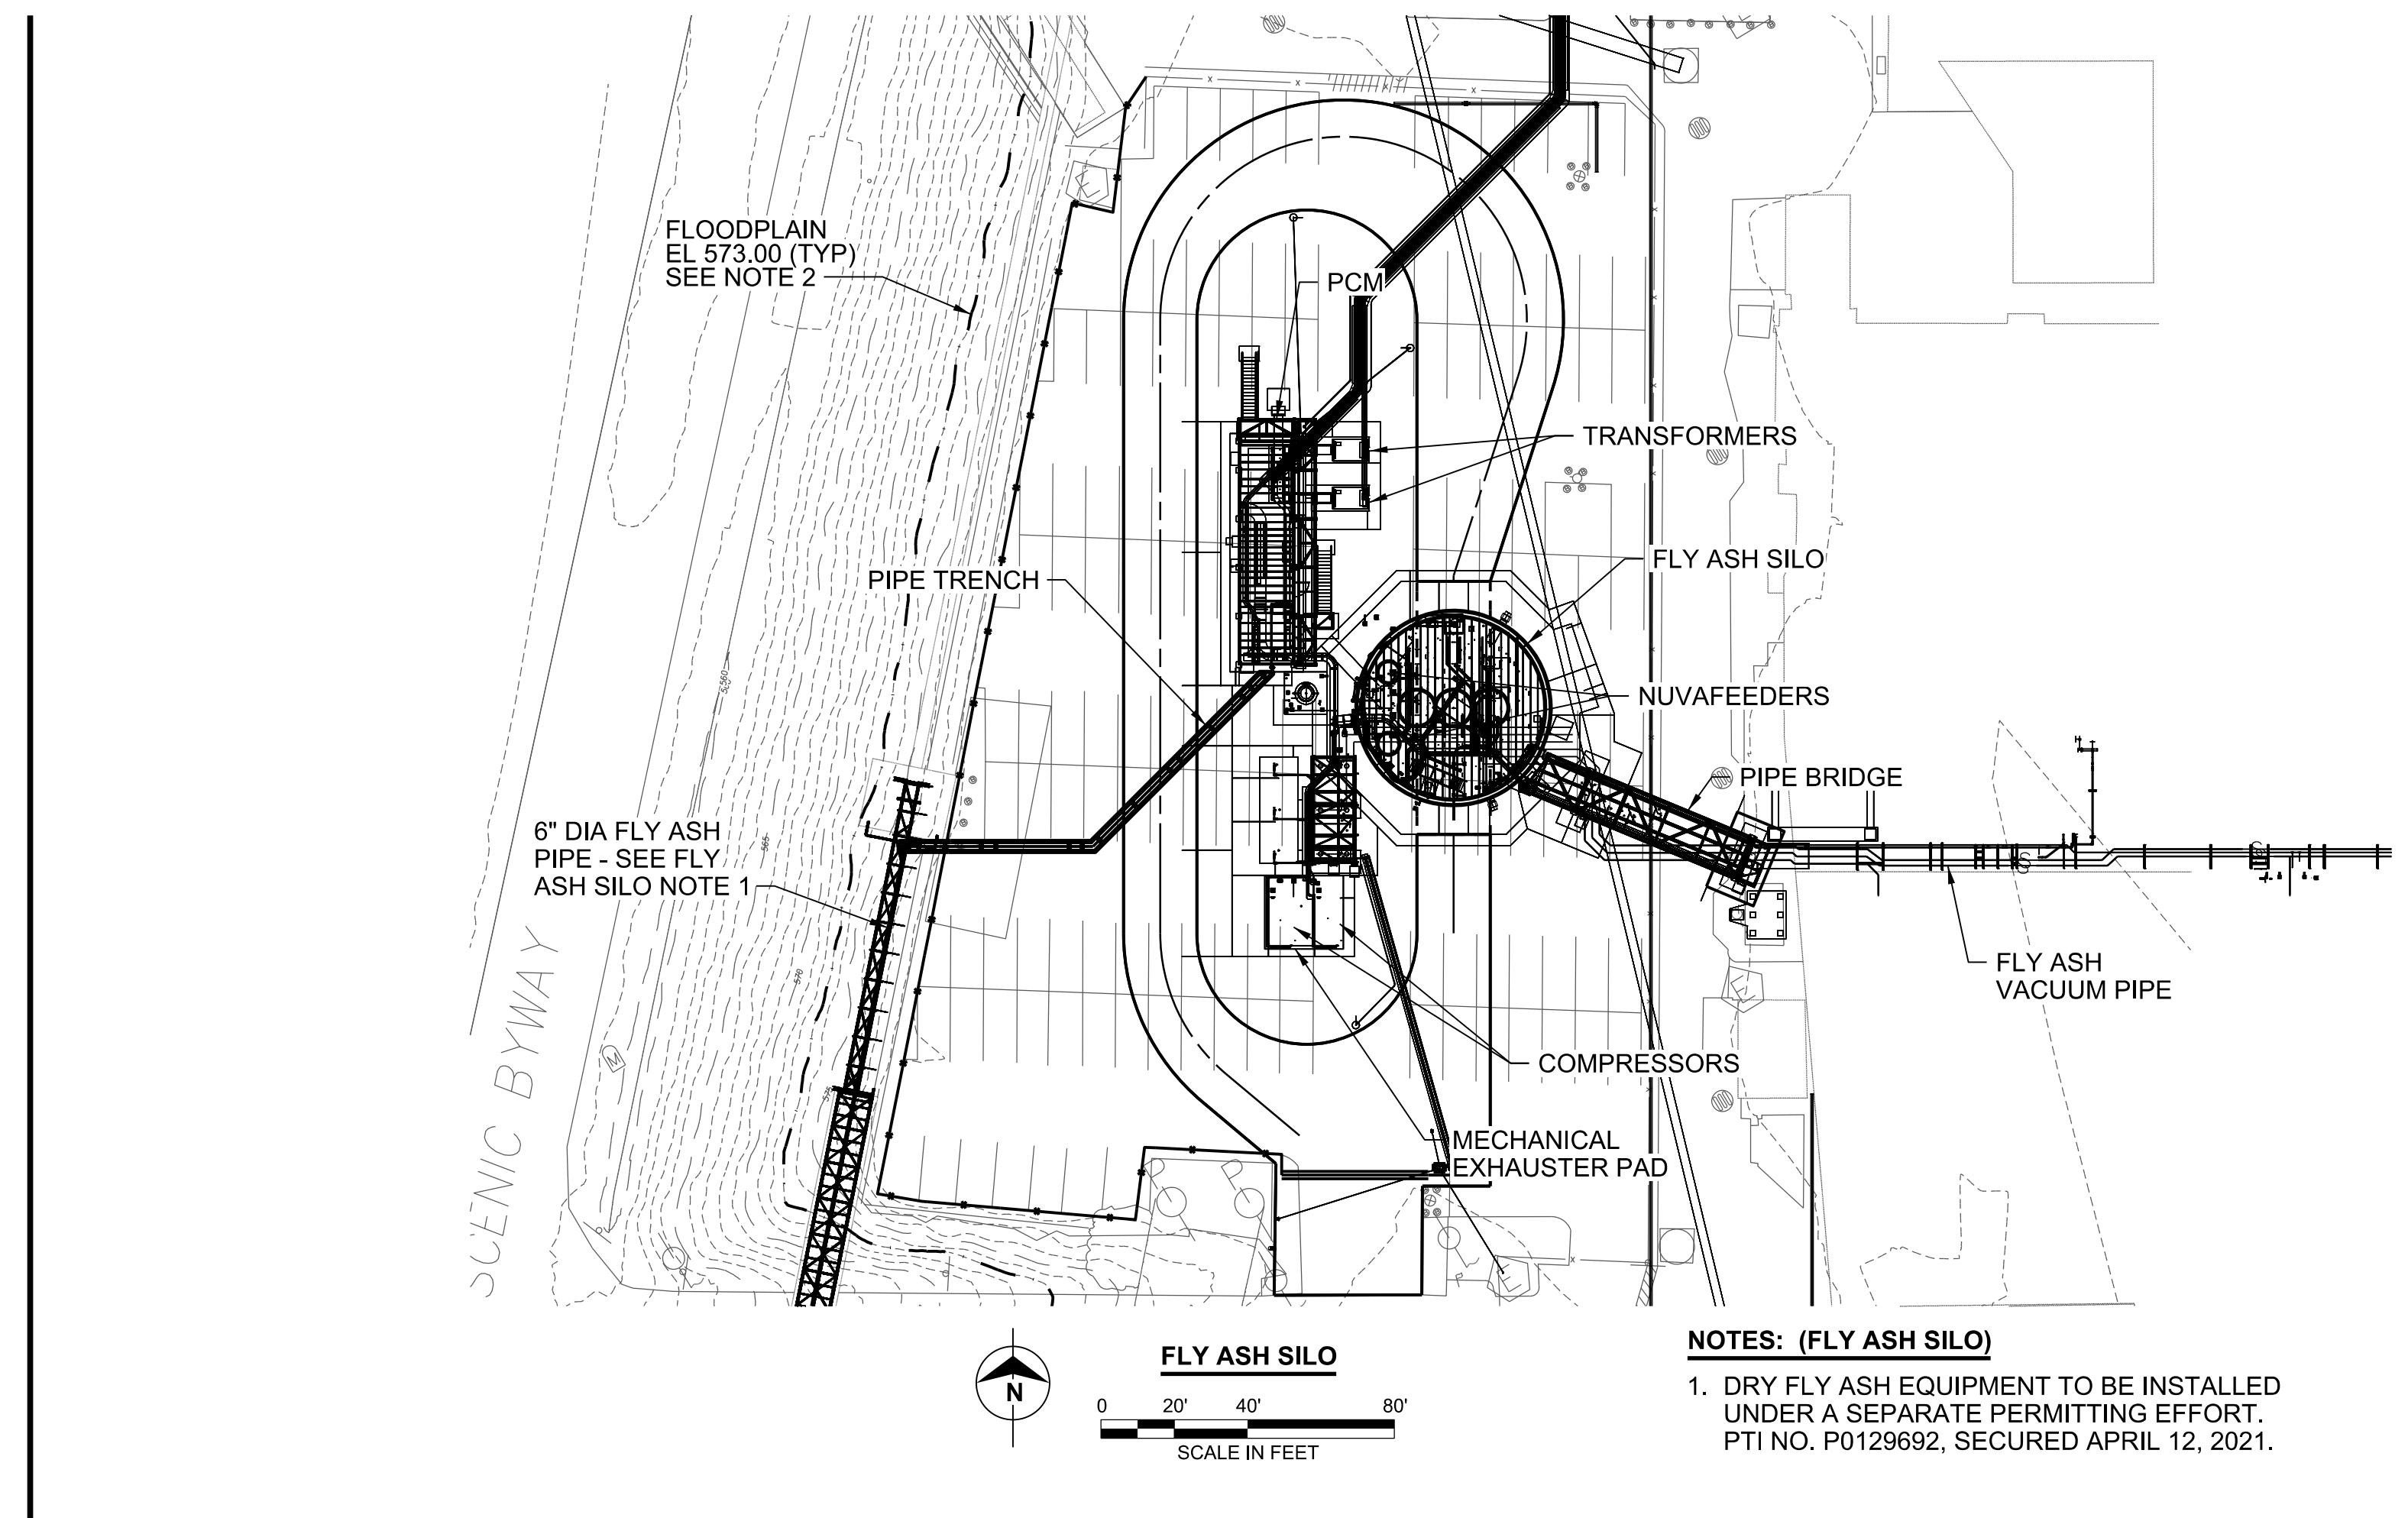 FLOODPLAIN
EL 573.00 (TYP)
SEE NOTE 2
PCM
TRANSFORMERS
FLY ASH SILO
PIPE TRENCH
NUVAFEEDERS
PIPE BRIDGE
6" DIA FLY ASH
PIPE - SEE FLY
ASH SILO NOTE 1
565
570
575
FLY ASH
VACUUM PIPE
SCENIC BYWAY
M
COMPRESSORS
MECHANICAL
EXHAUSTER PAD
N
FLY ASH SILO
0 20' 40' 80'
SCALE IN FEET
NOTES: (FLY ASH SILO)
1. DRY FLY ASH EQUIPMENT TO BE INSTALLED
UNDER A SEPARATE PERMITTING EFFORT.
PTI NO. P0129692, SECURED APRIL 12, 2021.